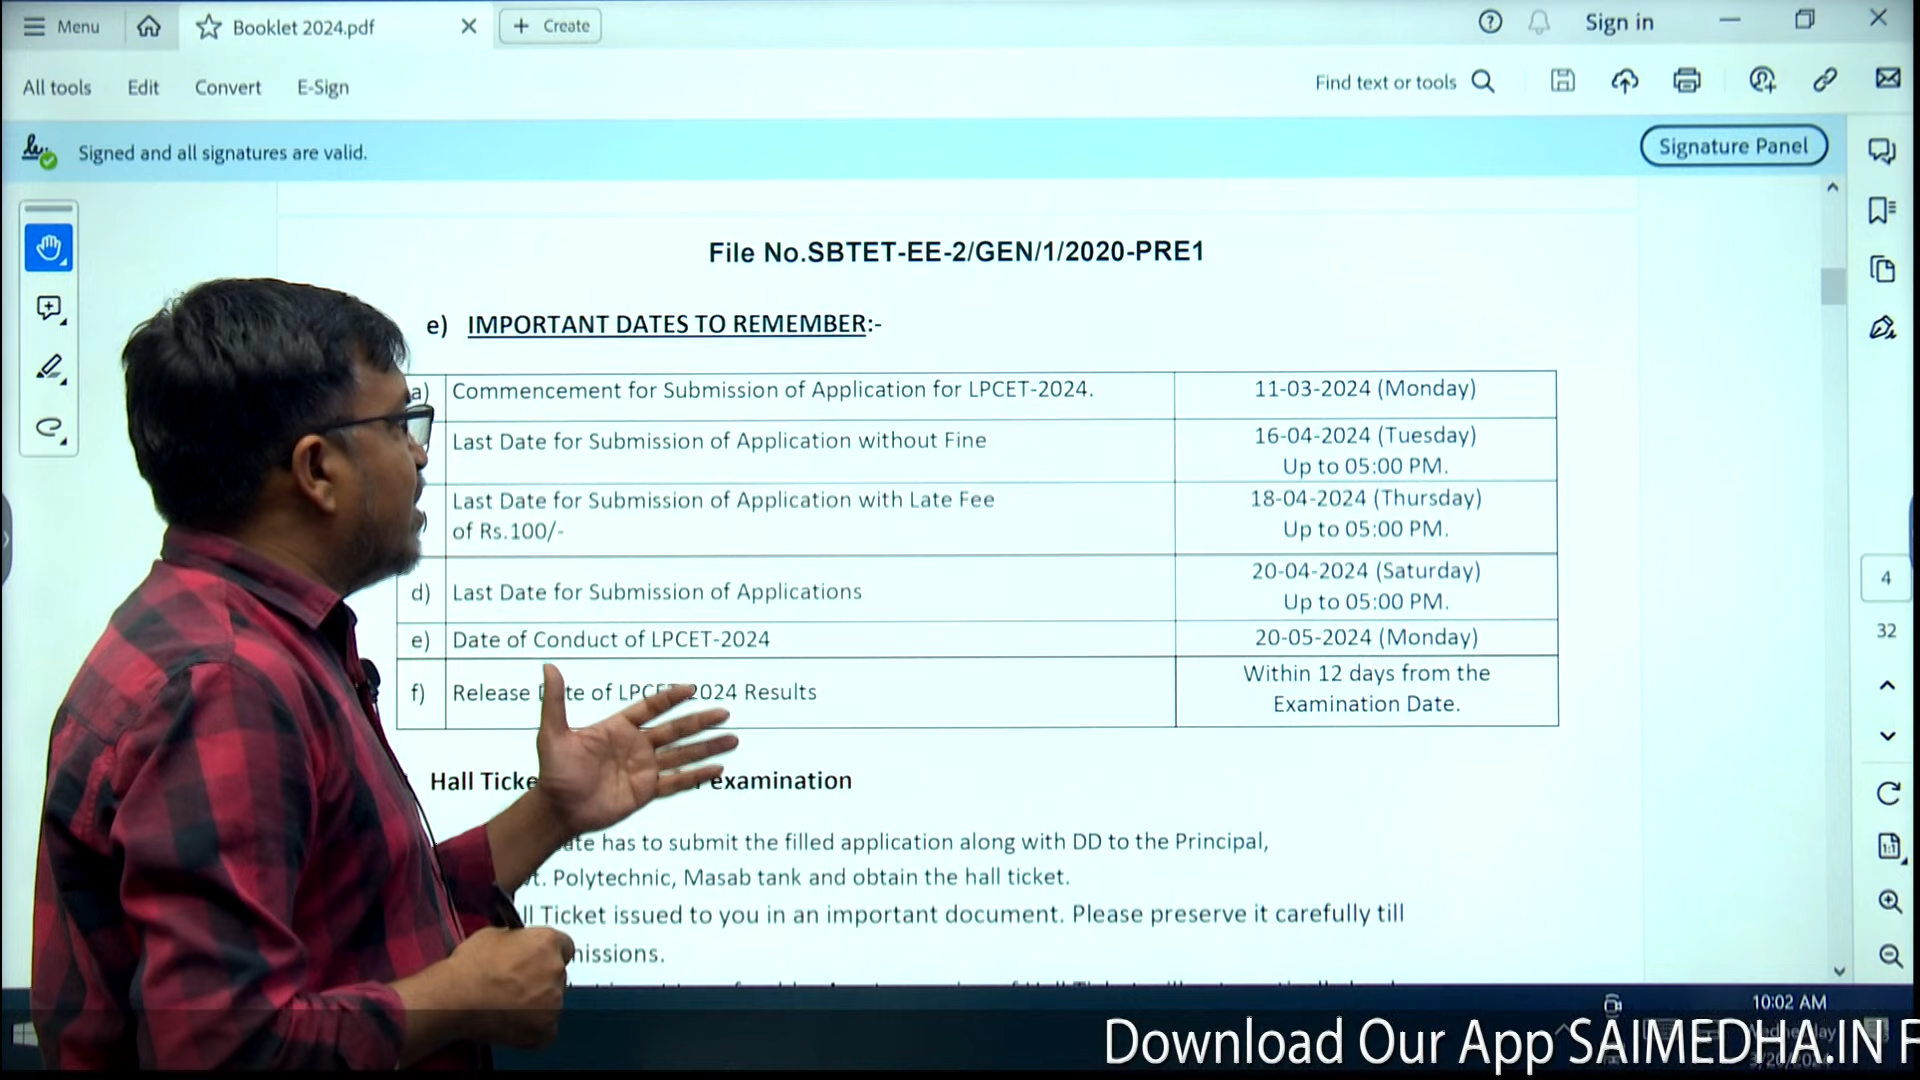 Menu
Booklet 2024.pdf
Create
Sign in
All tools
Edit
Convert
E-Sign
Find text or tools
Signed and all signatures are valid.
Signature Panel
File No.SBTET-EE-2/GEN/1/2020-PRE1
e) IMPORTANT DATES TO REMEMBER:-
a) Commencement for Submission of Application for LPCET-2024. 11-03-2024 (Monday)
Last Date for Submission of Application without Fine 16-04-2024 (Tuesday)
Up to 05:00 PM.
Last Date for Submission of Application with Late Fee 18-04-2024 (Thursday)
of Rs.100/- Up to 05:00 PM.
d) Last Date for Submission of Applications 20-04-2024 (Saturday)
Up to 05:00 PM.
e) Date of Conduct of LPCET-2024 20-05-2024 (Monday)
f) Release of 2024 Results Within 12 days from the
Examination Date.
4
32
Hall examination
has to submit the filled application along with DD to the Principal,
Polytechnic, Masab tank and obtain the hall ticket.
Ticket issued to you in an important document. Please preserve it carefully till
10:02 AM
Download Our App SAIMEDHA.IN